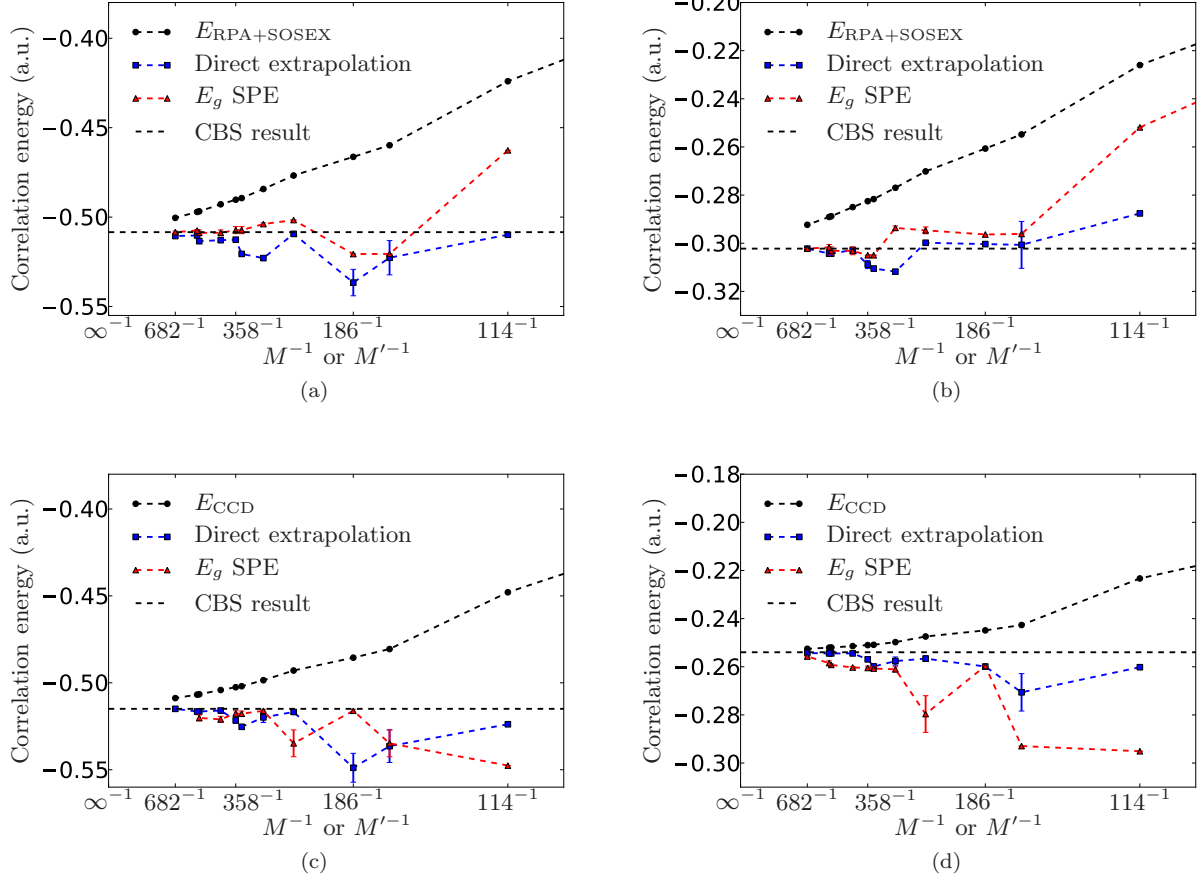 −0.40
−0.45
−0.50
−0.55
Correlation energy (a.u.)
E_RPA+SOSEX
Direct extrapolation
E_g SPE
CBS result
∞⁻¹ 682⁻¹ 358⁻¹ 186⁻¹ 114⁻¹
M⁻¹ or M′⁻¹
(a)
−0.20
−0.22
−0.24
−0.26
−0.28
−0.30
−0.32
Correlation energy (a.u.)
E_RPA+SOSEX
Direct extrapolation
E_g SPE
CBS result
∞⁻¹ 682⁻¹ 358⁻¹ 186⁻¹ 114⁻¹
M⁻¹ or M′⁻¹
(b)
−0.40
−0.45
−0.50
−0.55
Correlation energy (a.u.)
E_CCD
Direct extrapolation
E_g SPE
CBS result
∞⁻¹ 682⁻¹ 358⁻¹ 186⁻¹ 114⁻¹
M⁻¹ or M′⁻¹
(c)
−0.18
−0.20
−0.22
−0.24
−0.26
−0.28
−0.30
Correlation energy (a.u.)
E_CCD
Direct extrapolation
E_g SPE
CBS result
∞⁻¹ 682⁻¹ 358⁻¹ 186⁻¹ 114⁻¹
M⁻¹ or M′⁻¹
(d)